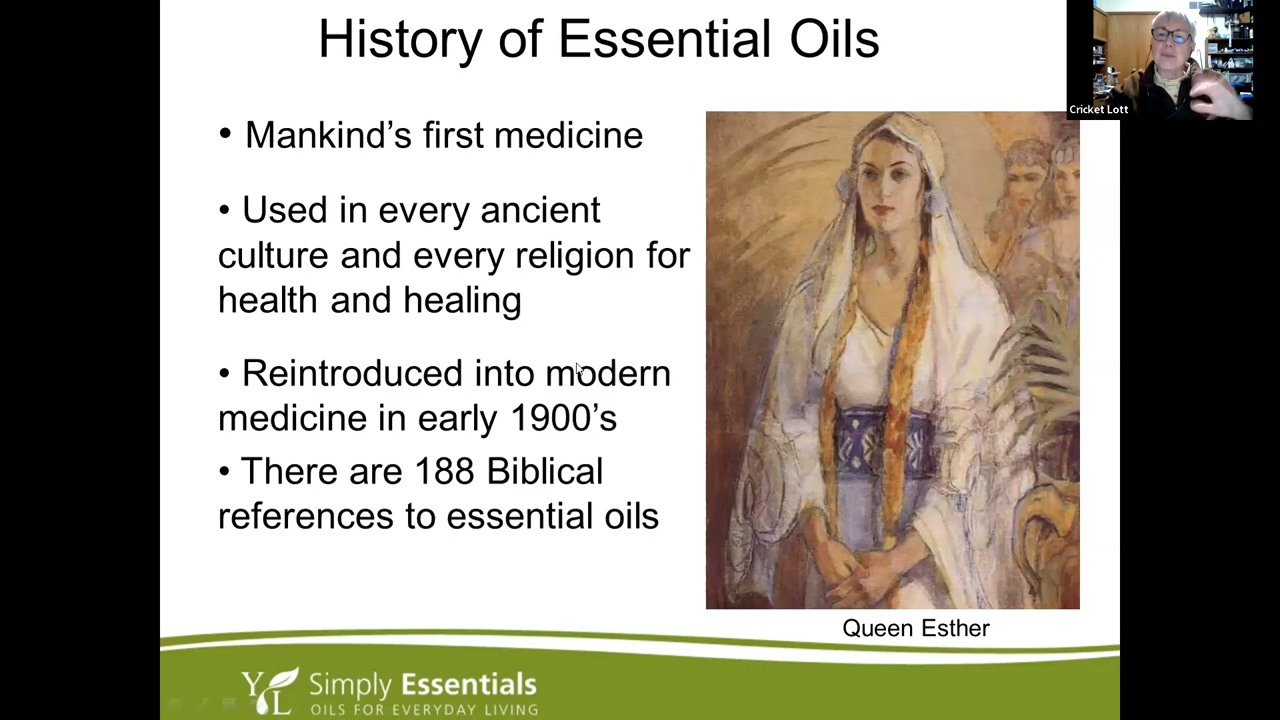 History of Essential Oils
Cricket Lott
• Mankind’s first medicine
• Used in every ancient
culture and every religion for
health and healing
• Reintroduced into modern
medicine in early 1900’s
• There are 188 Biblical
references to essential oils
Queen Esther
YL Simply Essentials
OILS FOR EVERYDAY LIVING